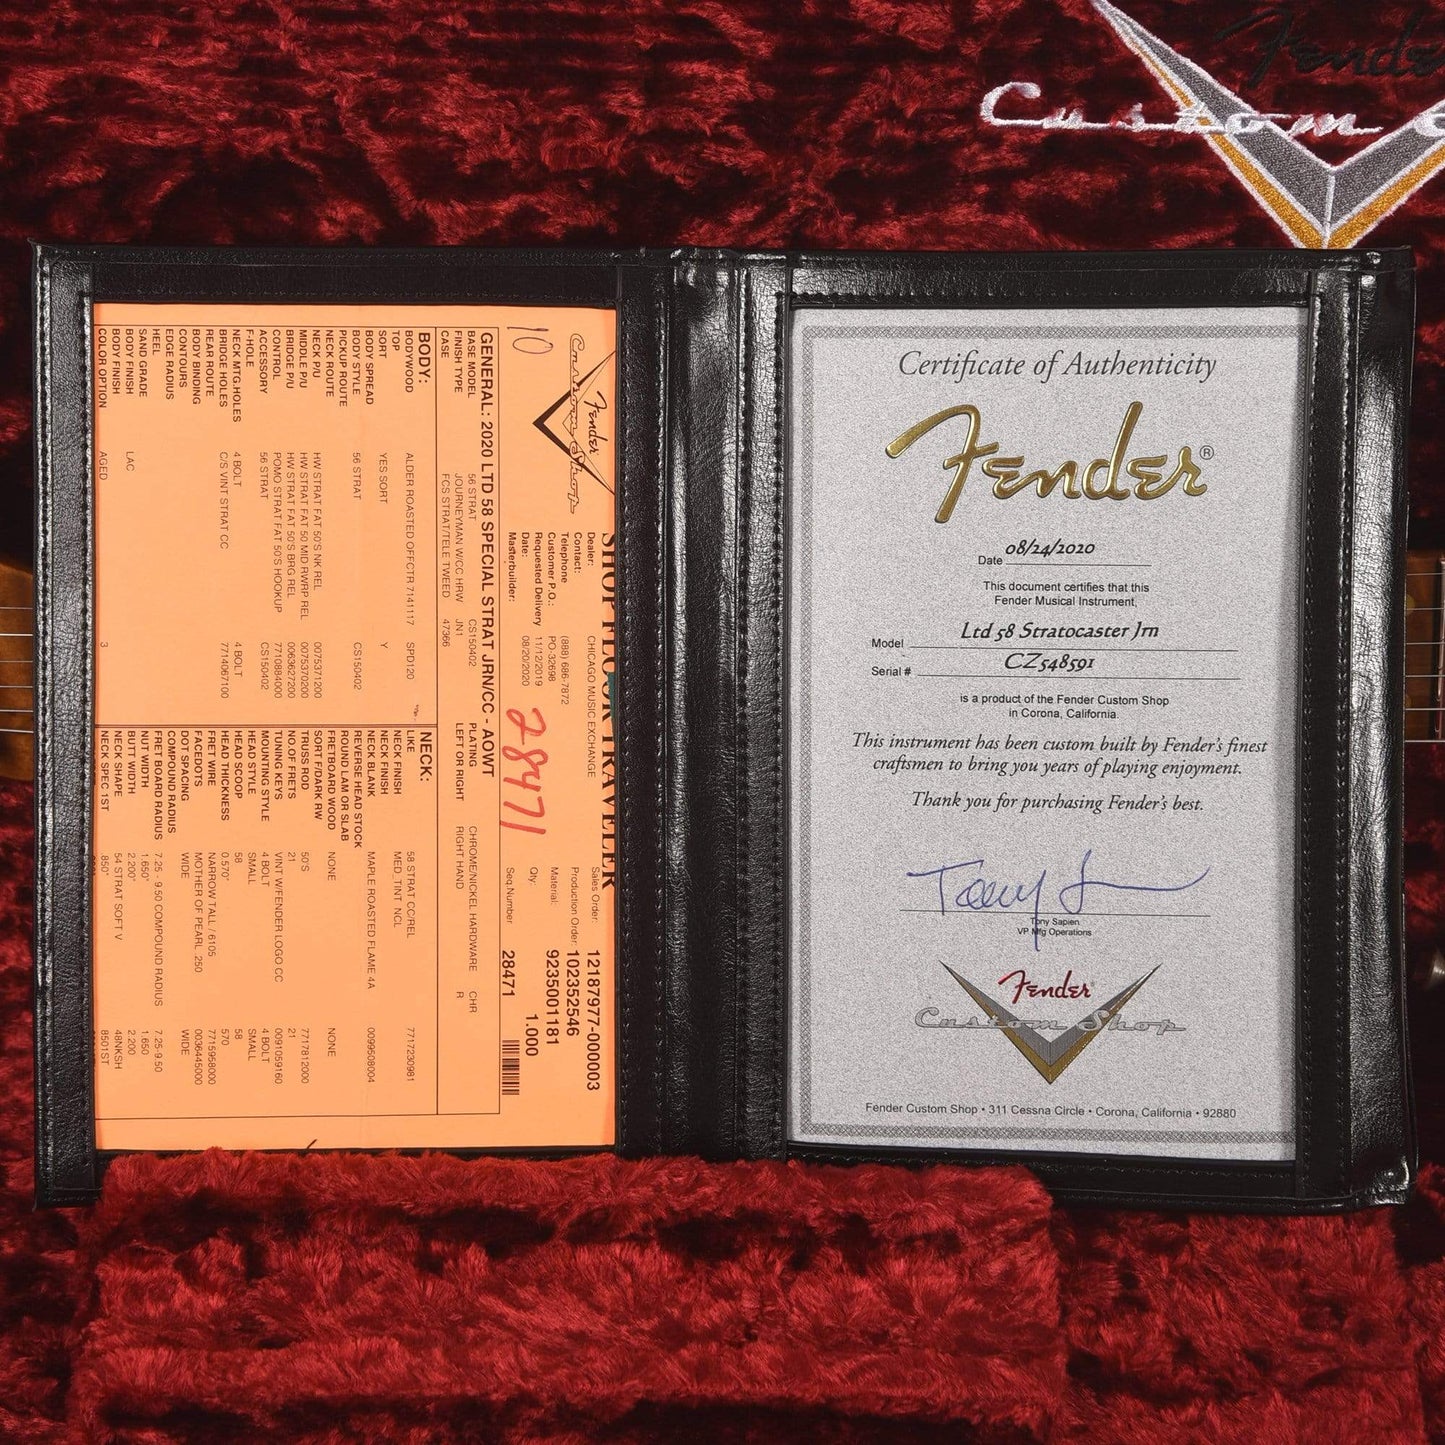 Fender
Custom
10
Fender
Custom Shop
SHOP FLOOR TRAVELER
Dealer: CHICAGO MUSIC EXCHANGE
Contact:
Telephone (888) 686-7872
Customer P.O.: PO-32698
Requested Delivery 11/12/2019
Date: 08/20/2020
Masterbuilder:
28471
Sales Order: 12187977-000003
Production Order: 102352546
Material: 9235001181
Qty: 1.000
Seq.Number 28471
GENERAL: 2020 LTD 58 SPECIAL STRAT JRN/CC - AOWT
BASE MODEL 56 STRAT CS150402 PLATING CHROME/NICKEL HARDWARE CHR
FINISH TYPE JOURNEYMAN W/CC HRW JN1 LEFT OR RIGHT RIGHT HAND R
CASE FCS STRAT/TELE TWEED 47366
BODY:
BODYWOOD ALDER ROASTED OFFCTR 7141117 SPD120
TOP
SORT YES SORT Y
BODY SPREAD
BODY STYLE 56 STRAT CS150402
PICKUP ROUTE
NECK ROUTE
NECK P/U HW STRAT FAT 50'S NK REL 0075371200
MIDDLE P/U HW STRAT FAT 50 MID RWRP REL 0075370200
BRIDGE P/U HW STRAT FAT 50'S BRG REL 0063627200
CONTROL POMO STRAT FAT 50'S HOOKUP 7710884000
ACCESSORY 56 STRAT CS150402
F-HOLE
NECK MTG.HOLES 4 BOLT 4 BOLT
BRIDGE HOLES C/S VINT STRAT CC 7714067100
REAR ROUTE
BODY BINDING
CONTOURS
EDGE RADIUS
HEEL
SAND GRADE
BODY FINISH LAC
BODY FINISH
COLOR OPTION AGED 3
NECK:
LIKE 58 STRAT CC/REL 7717230981
NECK FINISH MED_TINT NCL
NECK FINISH
NECK BLANK MAPLE ROASTED FLAME 4A 0099508004
REVERSE HEAD STOCK
ROUND LAM OR SLAB
FRETBOARD WOOD NONE NONE
SORT F/DARK RW
TRUSS ROD 50'S 7717812000
NO.OF FRETS 21 21
TUNING KEYS VINT W/FENDER LOGO CC 0091059160
MOUNTING STYLE 4 BOLT 4 BOLT
HEAD STYLE SMALL SMALL
HEAD SCOOP 58 58
HEAD THICKNESS 0.570" 570
FRET WIRE NARROW TALL / 6105 7715958000
FACEDOTS MOTHER OF PEARL .250 0036445000
DOT SPACING WIDE WIDE
COMPOUND RADIUS
FRET BOARD RADIUS 7.25 - 9.50 COMPOUND RADIUS 7.25-9.50
NUT WIDTH 1.650" 1.650
BUTT WIDTH 2.200" 2.200
NECK SHAPE 54 STRAT SOFT V 48NKSH
NECK SPEC 1ST .850" 8501ST
Certificate of Authenticity
Fender®
Date 08/24/2020
This document certifies that this
Fender Musical Instrument,
Model Ltd 58 Stratocaster Jrn
Serial # CZ548591
is a product of the Fender Custom Shop
in Corona, California.
This instrument has been custom built by Fender's finest
craftsmen to bring you years of playing enjoyment.
Thank you for purchasing Fender's best.
Tony Sapien
VP Mfg Operations
Fender
Custom Shop
Fender Custom Shop • 311 Cessna Circle • Corona, California • 92880